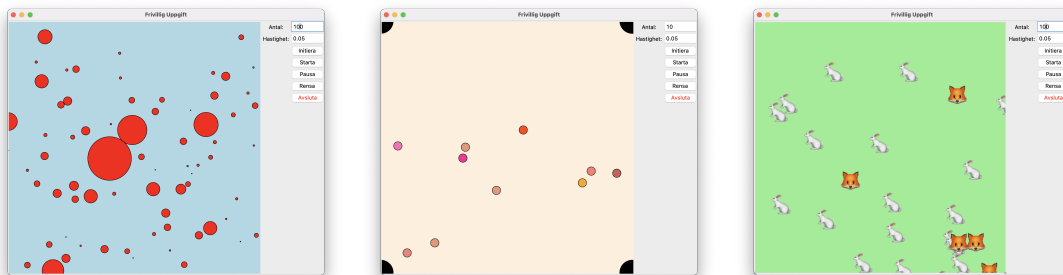 Frivillig Uppgift
Antal: 100
Hastighet: 0.05
Initiera
Starta
Pausa
Rensa
Avsluta
Frivillig Uppgift
Antal: 10
Hastighet: 0.05
Initiera
Starta
Pausa
Rensa
Avsluta
Frivillig Uppgift
Antal: 100
Hastighet: 0.05
Initiera
Starta
Pausa
Rensa
Avsluta